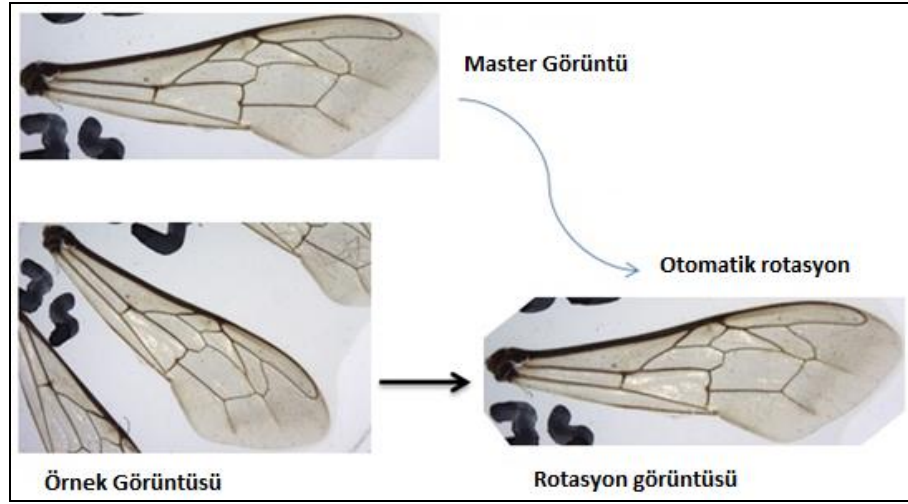 Master Görüntü
Otomatik rotasyon
Örnek Görüntüsü
Rotasyon görüntüsü